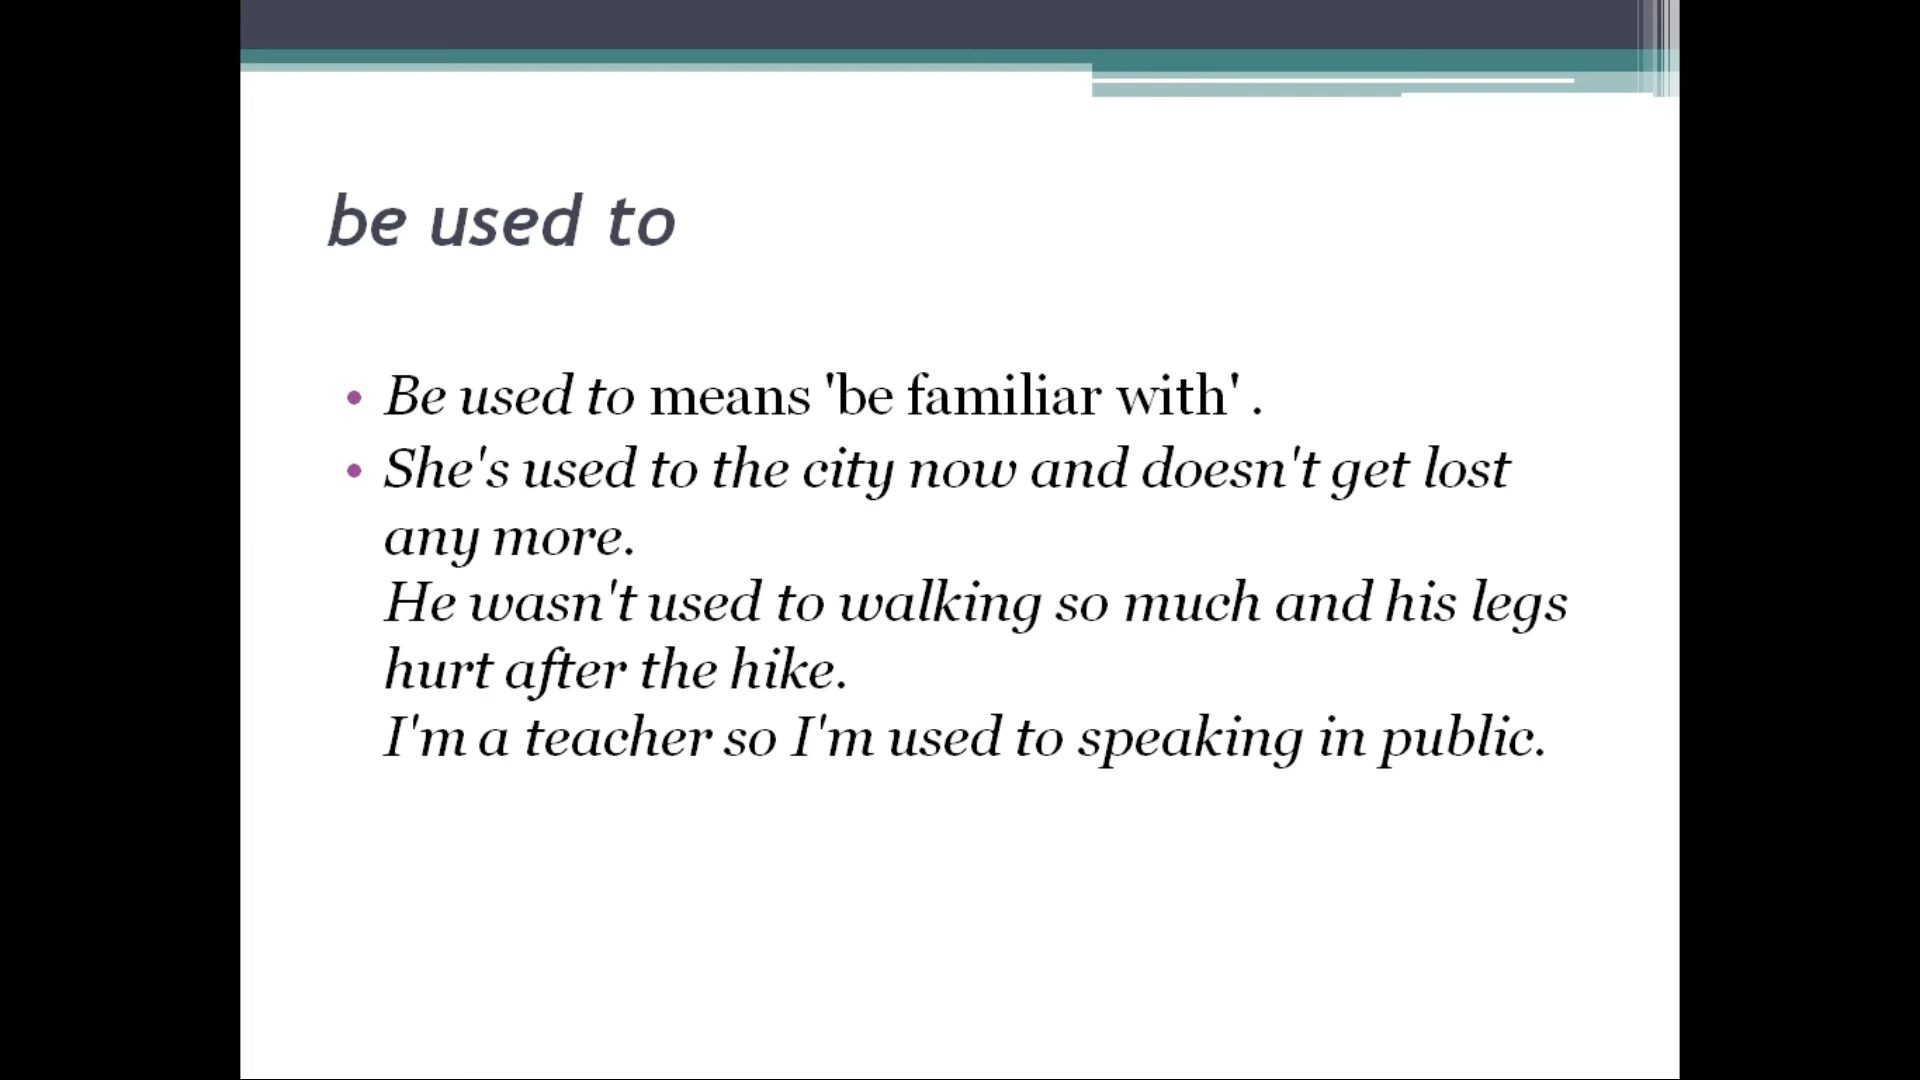 be used to
• Be used to means 'be familiar with' .
• She's used to the city now and doesn't get lost
any more.
He wasn't used to walking so much and his legs
hurt after the hike.
I'm a teacher so I'm used to speaking in public.